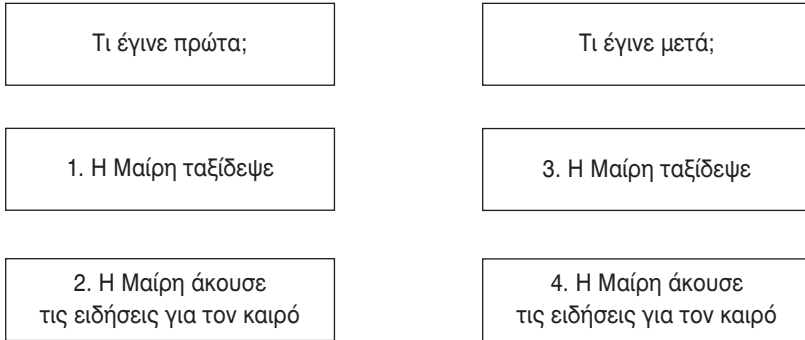 Τι έγινε πρώτα;
Τι έγινε μετά;
1. Η Μαίρη ταξίδεψε
3. Η Μαίρη ταξίδεψε
2. Η Μαίρη άκουσε
τις ειδήσεις για τον καιρό
4. Η Μαίρη άκουσε
τις ειδήσεις για τον καιρό